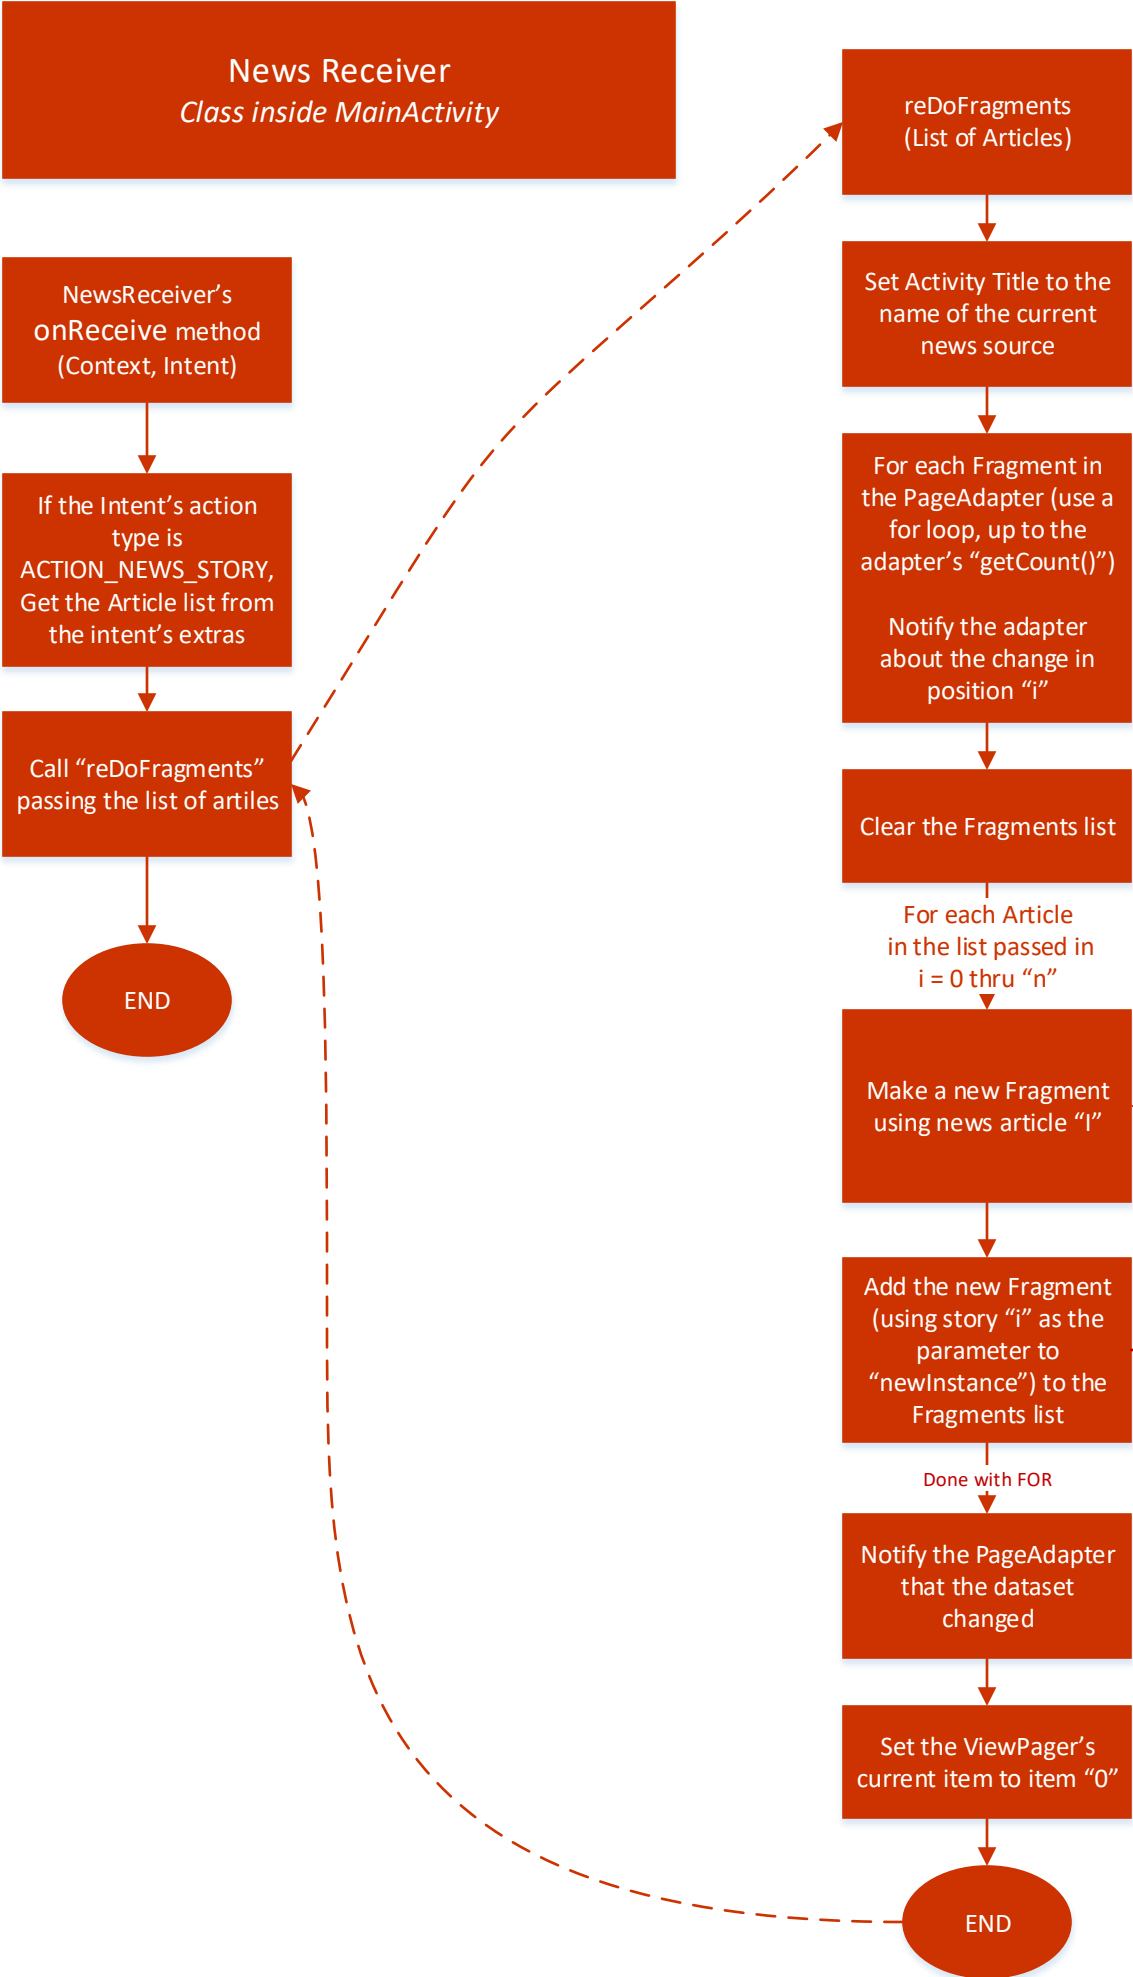 News Receiver
Class inside MainActivity
NewsReceiver’s
onReceive method
(Context, Intent)
If the Intent’s action
type is
ACTION_NEWS_STORY,
Get the Article list from
the intent’s extras
Call “reDoFragments”
passing the list of artiles
END
reDoFragments
(List of Articles)
Set Activity Title to the
name of the current
news source
For each Fragment in
the PageAdapter (use a
for loop, up to the
adapter’s “getCount()”)
Notify the adapter
about the change in
position “i”
Clear the Fragments list
For each Article
in the list passed in
i = 0 thru “n”
Make a new Fragment
using news article “I”
Add the new Fragment
(using story “i” as the
parameter to
“newInstance”) to the
Fragments list
Done with FOR
Notify the PageAdapter
that the dataset
changed
Set the ViewPager’s
current item to item “0”
END